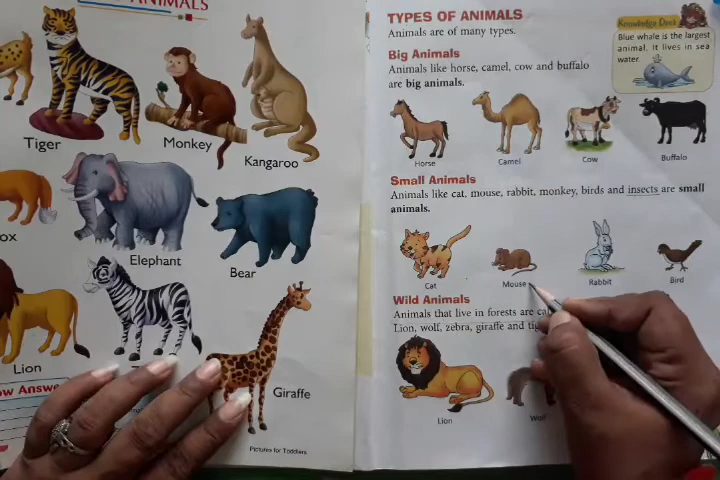 ANIMALS
Tiger
Monkey
Kangaroo
ox
Elephant
Bear
Lion
Giraffe
ow Answe
Pictures for Toddlers
TYPES OF ANIMALS
Animals are of many types.
Knowledge Desk
Blue whale is the largest
animal. It lives in sea
water.
Big Animals
Animals like horse, camel, cow and buffalo
are big animals.
Horse
Camel
Cow
Buffalo
Small Animals
Animals like cat, mouse, rabbit, monkey, birds and insects are small
animals.
Cat
Mouse
Rabbit
Bird
Wild Animals
Animals that live in forests are ca
Lion, wolf, zebra, giraffe and tig
Lion
Wolf